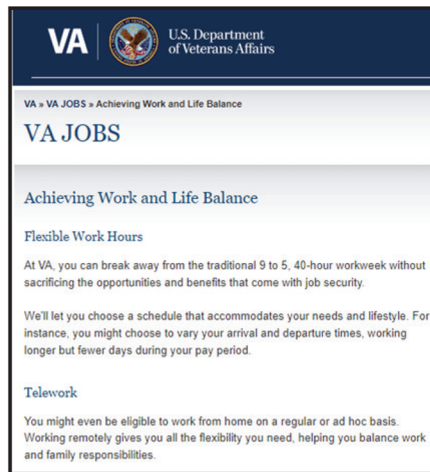 VA
U.S. Department
of Veterans Affairs
VA » VA JOBS » Achieving Work and Life Balance
VA JOBS
Achieving Work and Life Balance
Flexible Work Hours
At VA, you can break away from the traditional 9 to 5, 40-hour workweek without
sacrificing the opportunities and benefits that come with job security.
We'll let you choose a schedule that accommodates your needs and lifestyle. For
instance, you might choose to vary your arrival and departure times, working
longer but fewer days during your pay period.
Telework
You might even be eligible to work from home on a regular or ad hoc basis.
Working remotely gives you all the flexibility you need, helping you balance work
and family responsibilities.